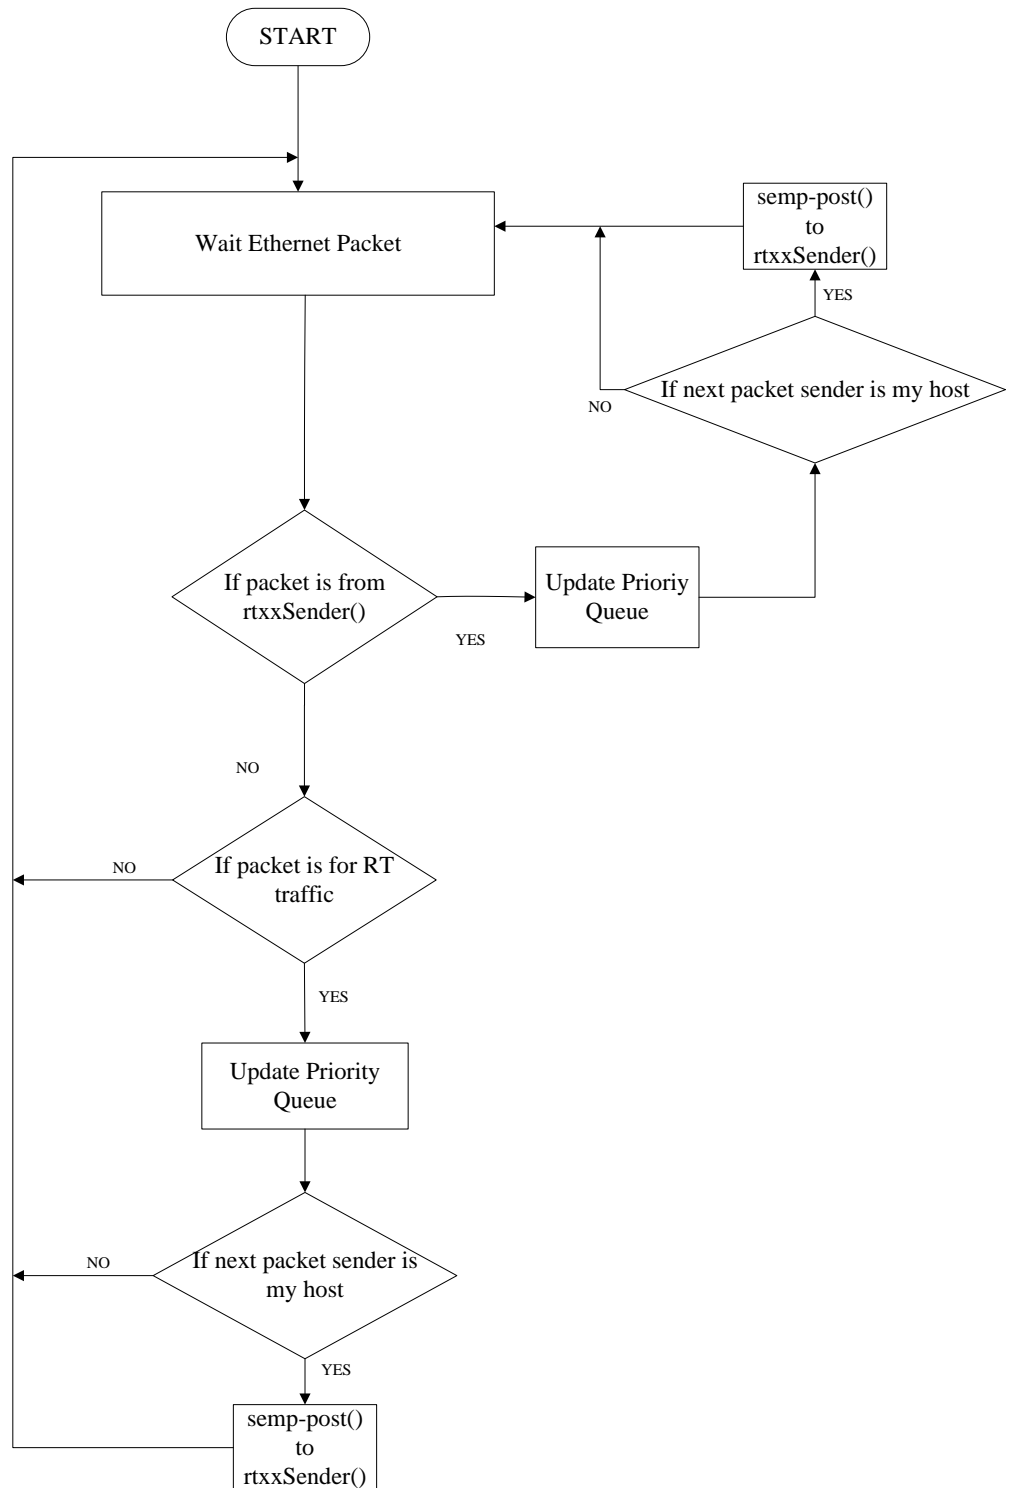 START
Wait Ethernet Packet
semp-post()
to
rtxxSender()
YES
If next packet sender is my host
NO
If packet is from
rtxxSender()
YES
Update Prioriy
Queue
NO
If packet is for RT
traffic
NO
YES
Update Priority
Queue
If next packet sender is
my host
NO
YES
semp-post()
to
rtxxSender()